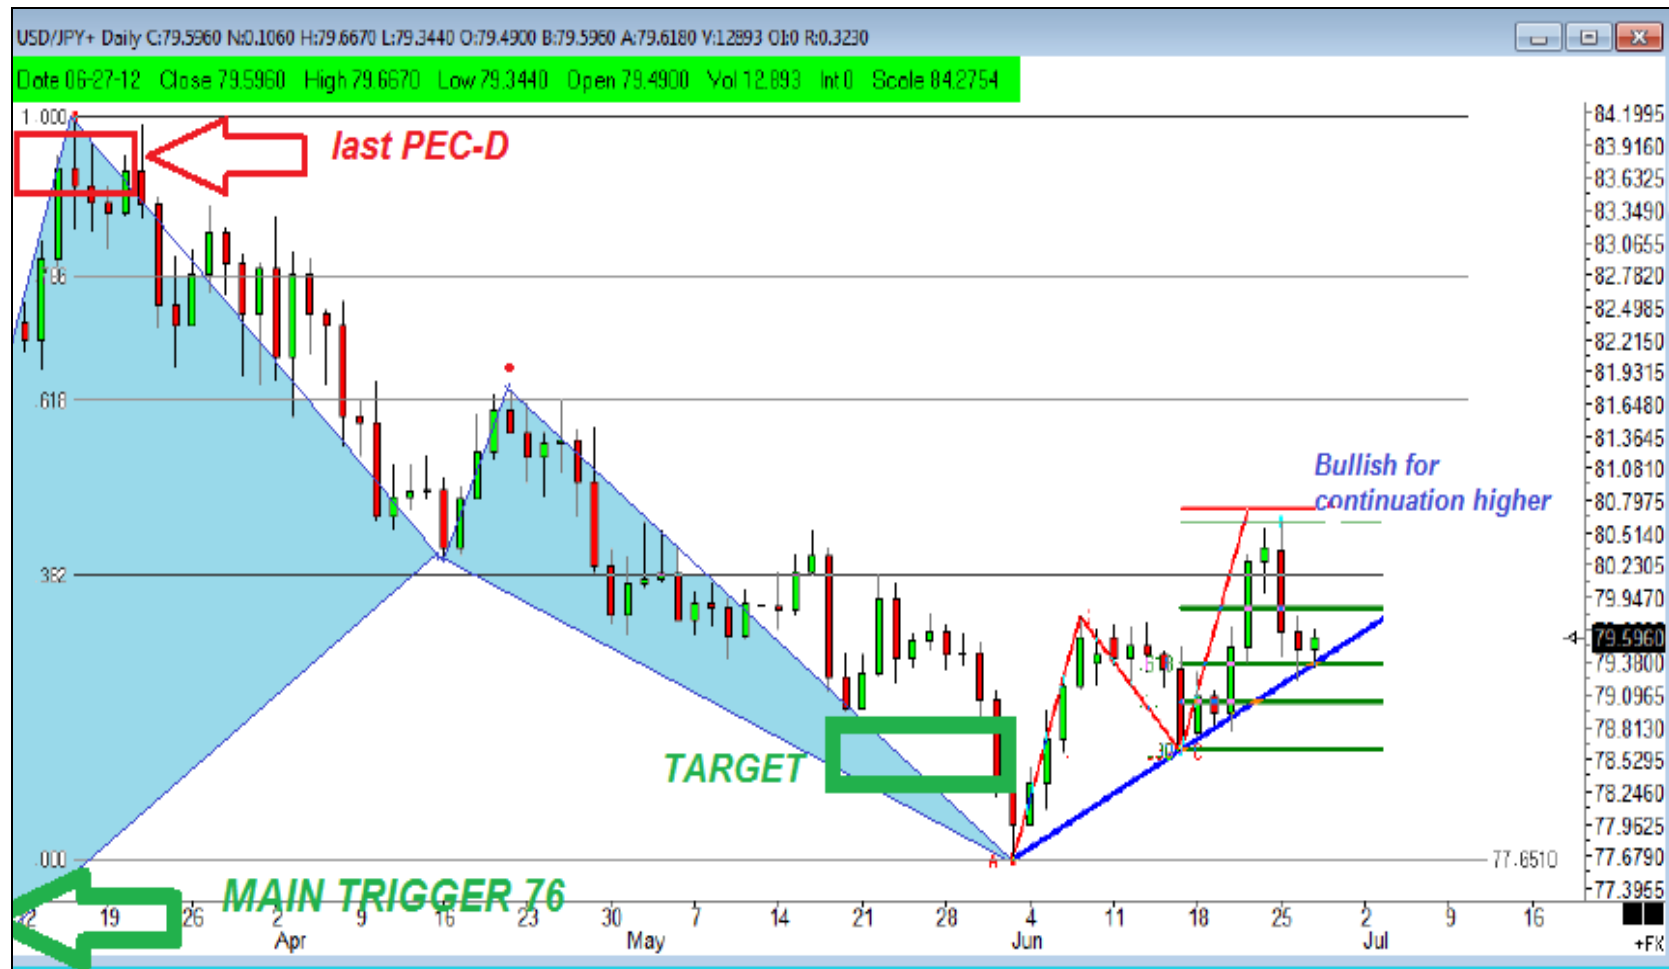 USD/JPY+ Daily C:79.5960 N:0.1060 H:79.6670 L:79.3440 O:79.4900 B:79.5960 A:79.6180 V:12893 OI:0 R:0.3230
Date 06-27-12 Close 79.5960 High 79.6670 Low 79.3440 Open 79.4900 Vol 12.893 Int 0 Scale 84.2754
1.000
last PEC-D
84.1995
83.9160
83.6325
83.3490
83.0655
82.7820
82.4985
82.2150
81.9315
.618
81.6480
81.3645
Bullish for
continuation higher
81.0810
80.7975
80.5140
80.2305
.382
79.9470
79.5960
79.3800
79.0965
78.8130
TARGET
78.5295
C
78.2460
77.9625
.000
A
77.6510
77.6790
77.3955
MAIN TRIGGER 76
19 26 2 9 16 23 30 7 14 21 28 4 11 18 25 2 9 16
Apr May Jun Jul
+FX